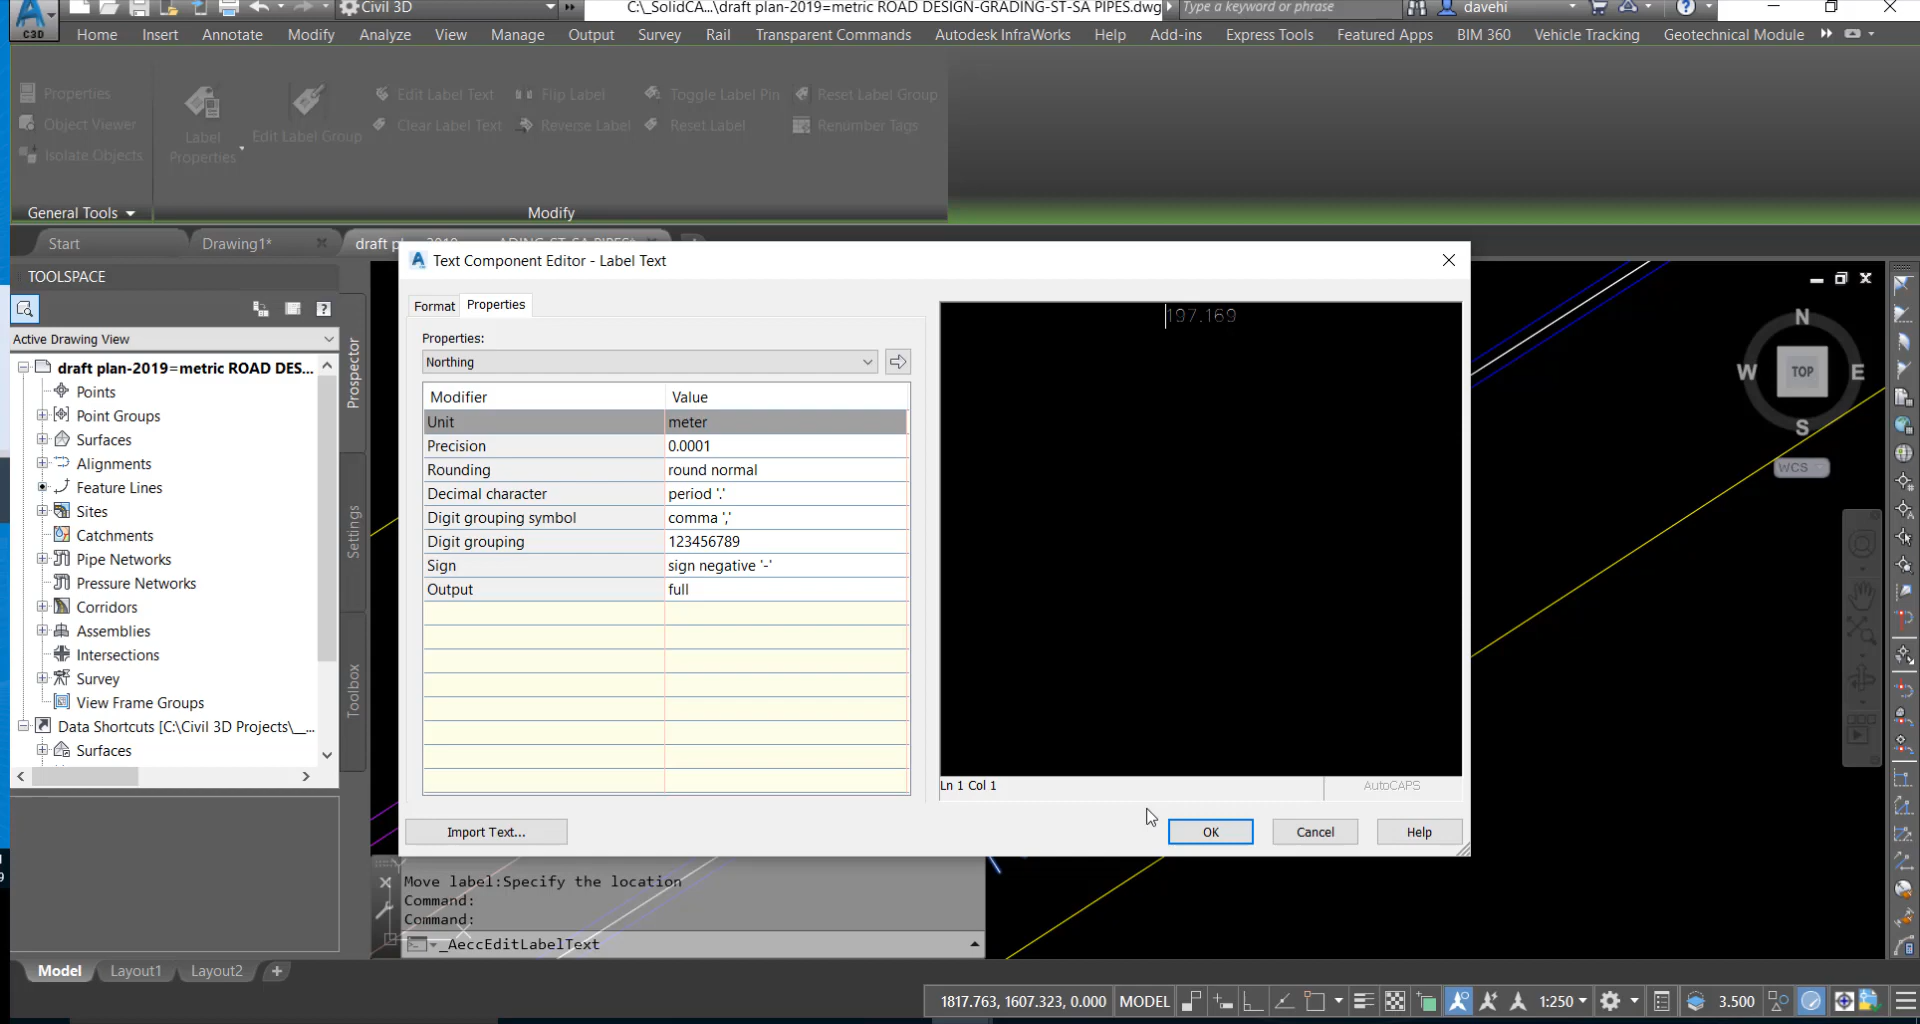 C3D
Civil 3D
C:\_SolidCA...\draft plan-2019=metric ROAD DESIGN-GRADING-ST-SA PIPES.dwg
Type a keyword or phrase
davehi
Home Insert Annotate Modify Analyze View Manage Output Survey Rail Transparent Commands Autodesk InfraWorks Help Add-ins Express Tools Featured Apps BIM 360 Vehicle Tracking Geotechnical Module
Properties
Object Viewer
Isolate Objects
Label
Properties
Edit Label Group
Edit Label Text Flip Label Toggle Label Pin Reset Label Group
Clear Label Text Reverse Label Reset Label Renumber Tags
General Tools Modify
Start Drawing1*
TOOLSPACE
Active Drawing View
draft plan-2019=metric ROAD DES...
Points
Point Groups
Surfaces
Alignments
Feature Lines
Sites
Catchments
Pipe Networks
Pressure Networks
Corridors
Assemblies
Intersections
Survey
View Frame Groups
Data Shortcuts [C:\Civil 3D Projects\__...
Surfaces
Prospector
Settings
Toolbox
Text Component Editor - Label Text
Format Properties
Properties:
Northing
Modifier Value
Unit meter
Precision 0.0001
Rounding round normal
Decimal character period '.'
Digit grouping symbol comma ','
Digit grouping 123456789
Sign sign negative '-'
Output full
197.169
Ln 1 Col 1
AutoCAPS
Import Text...
OK Cancel Help
N
W TOP E
S
WCS
Move label:Specify the location
Command:
Command:
_AeccEditLabelText
Model Layout1 Layout2 +
1817.763, 1607.323, 0.000 MODEL 1:250 3.500